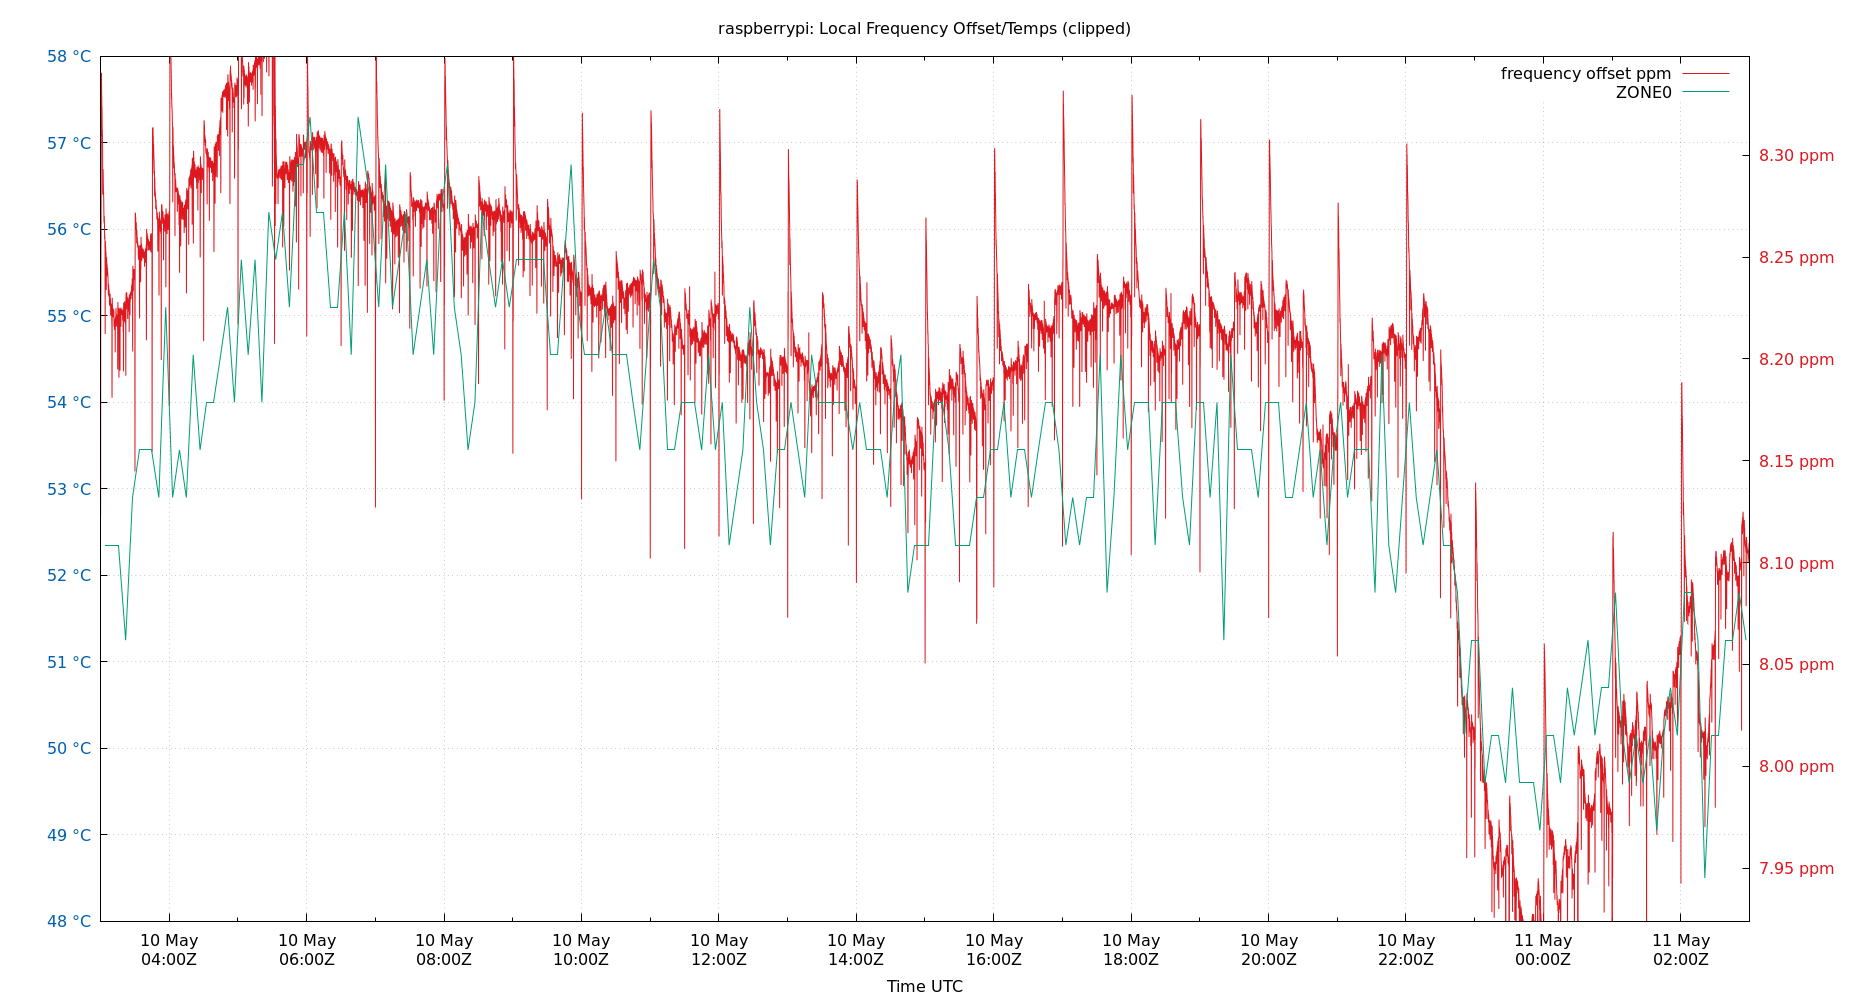 raspberrypi: Local Frequency Offset/Temps (clipped)
frequency offset ppm
ZONE0
58 °C
57 °C
56 °C
55 °C
54 °C
53 °C
52 °C
51 °C
50 °C
49 °C
48 °C
8.30 ppm
8.25 ppm
8.20 ppm
8.15 ppm
8.10 ppm
8.05 ppm
8.00 ppm
7.95 ppm
10 May 10 May 10 May 10 May 10 May 10 May 10 May 10 May 10 May 10 May 11 May 11 May
04:00Z 06:00Z 08:00Z 10:00Z 12:00Z 14:00Z 16:00Z 18:00Z 20:00Z 22:00Z 00:00Z 02:00Z
Time UTC